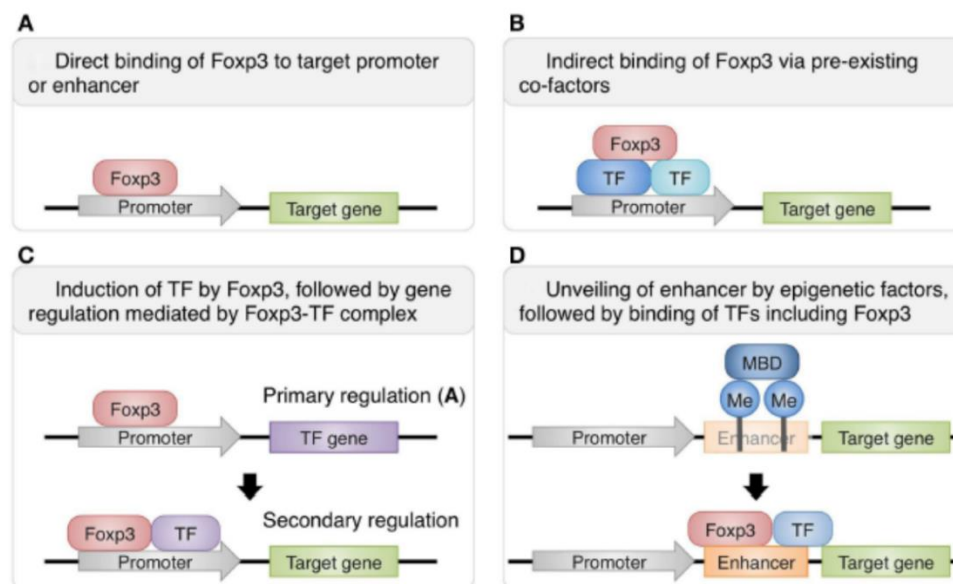 A
Direct binding of Foxp3 to target promoter
or enhancer
Foxp3
Promoter
Target gene
B
Indirect binding of Foxp3 via pre-existing
co-factors
Foxp3
TF
TF
Promoter
Target gene
C
Induction of TF by Foxp3, followed by gene
regulation mediated by Foxp3-TF complex
Primary regulation (A)
Foxp3
Promoter
TF gene
Secondary regulation
Foxp3
TF
Promoter
Target gene
D
Unveiling of enhancer by epigenetic factors,
followed by binding of TFs including Foxp3
MBD
Me
Me
Promoter
Enhancer
Target gene
Foxp3
TF
Promoter
Enhancer
Target gene